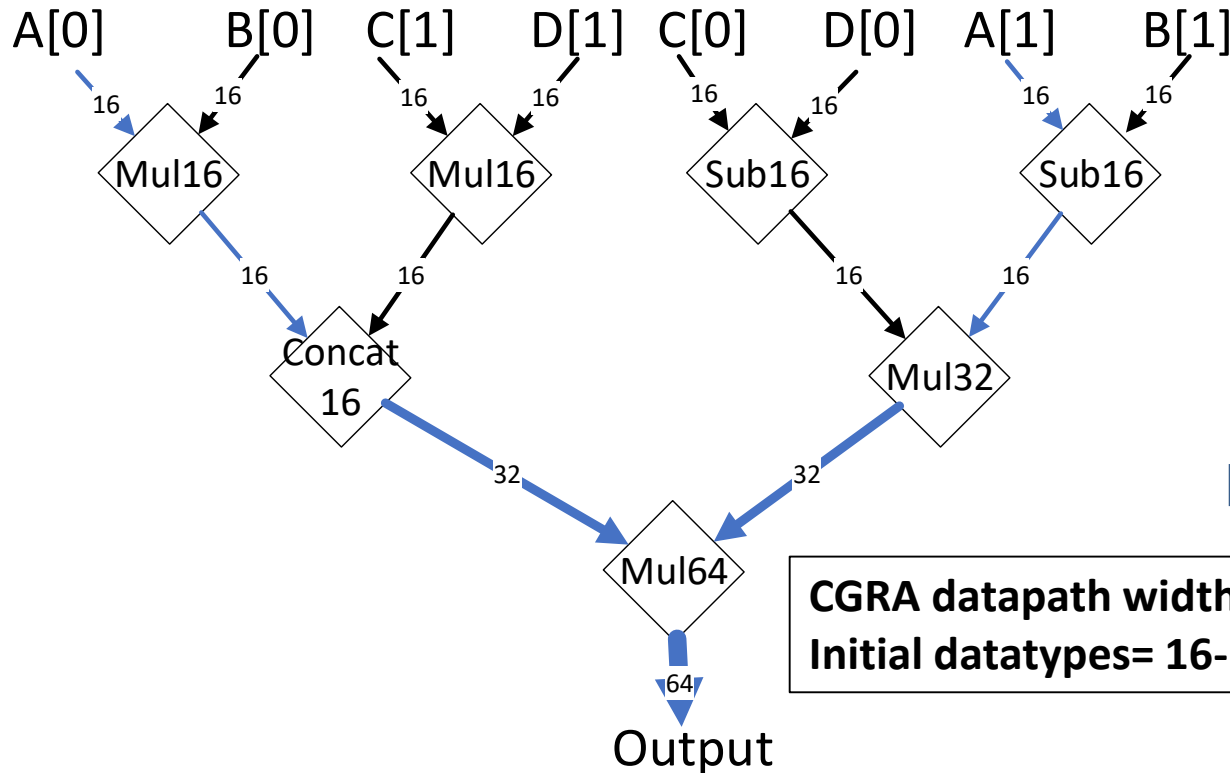 A[0] B[0] C[1] D[1] C[0] D[0] A[1] B[1]
16 16 16 16 16 16 16 16
Mul16 Mul16 Sub16 Sub16
16 16 16 16
Concat
16
Mul32
32 32
Mul64
CGRA datapath width
Initial datatypes= 16-
64
Output